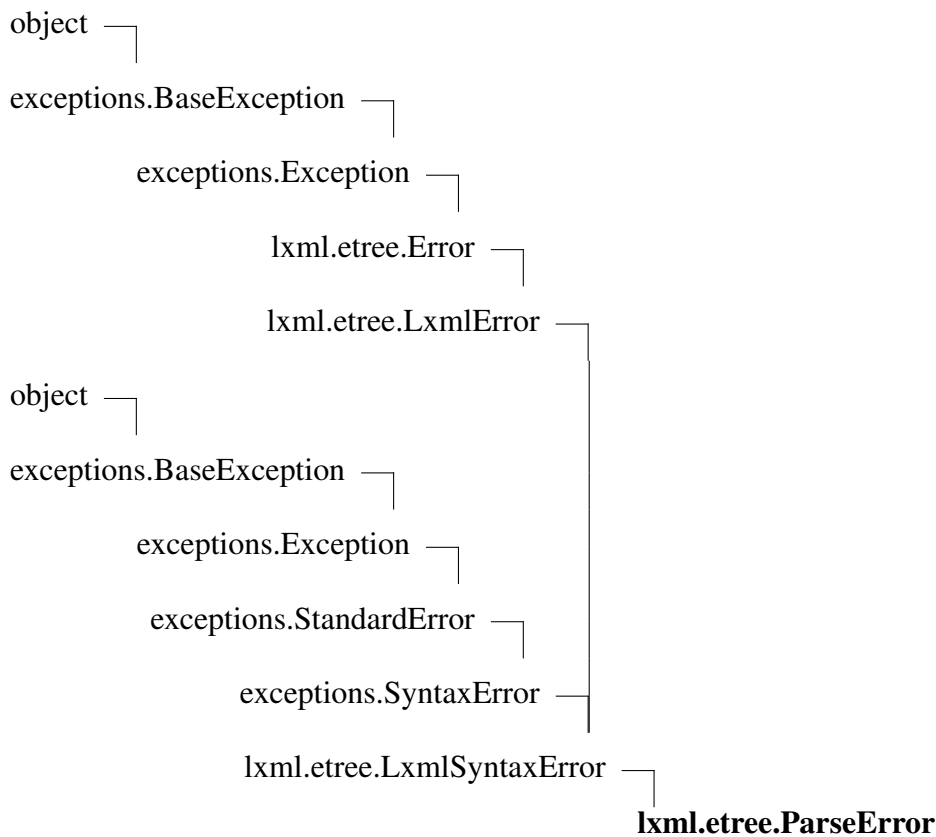 object
exceptions.BaseException
exceptions.Exception
lxml.etree.Error
lxml.etree.LxmlError
object
exceptions.BaseException
exceptions.Exception
exceptions.StandardError
exceptions.SyntaxError
lxml.etree.LxmlSyntaxError
lxml.etree.ParseError